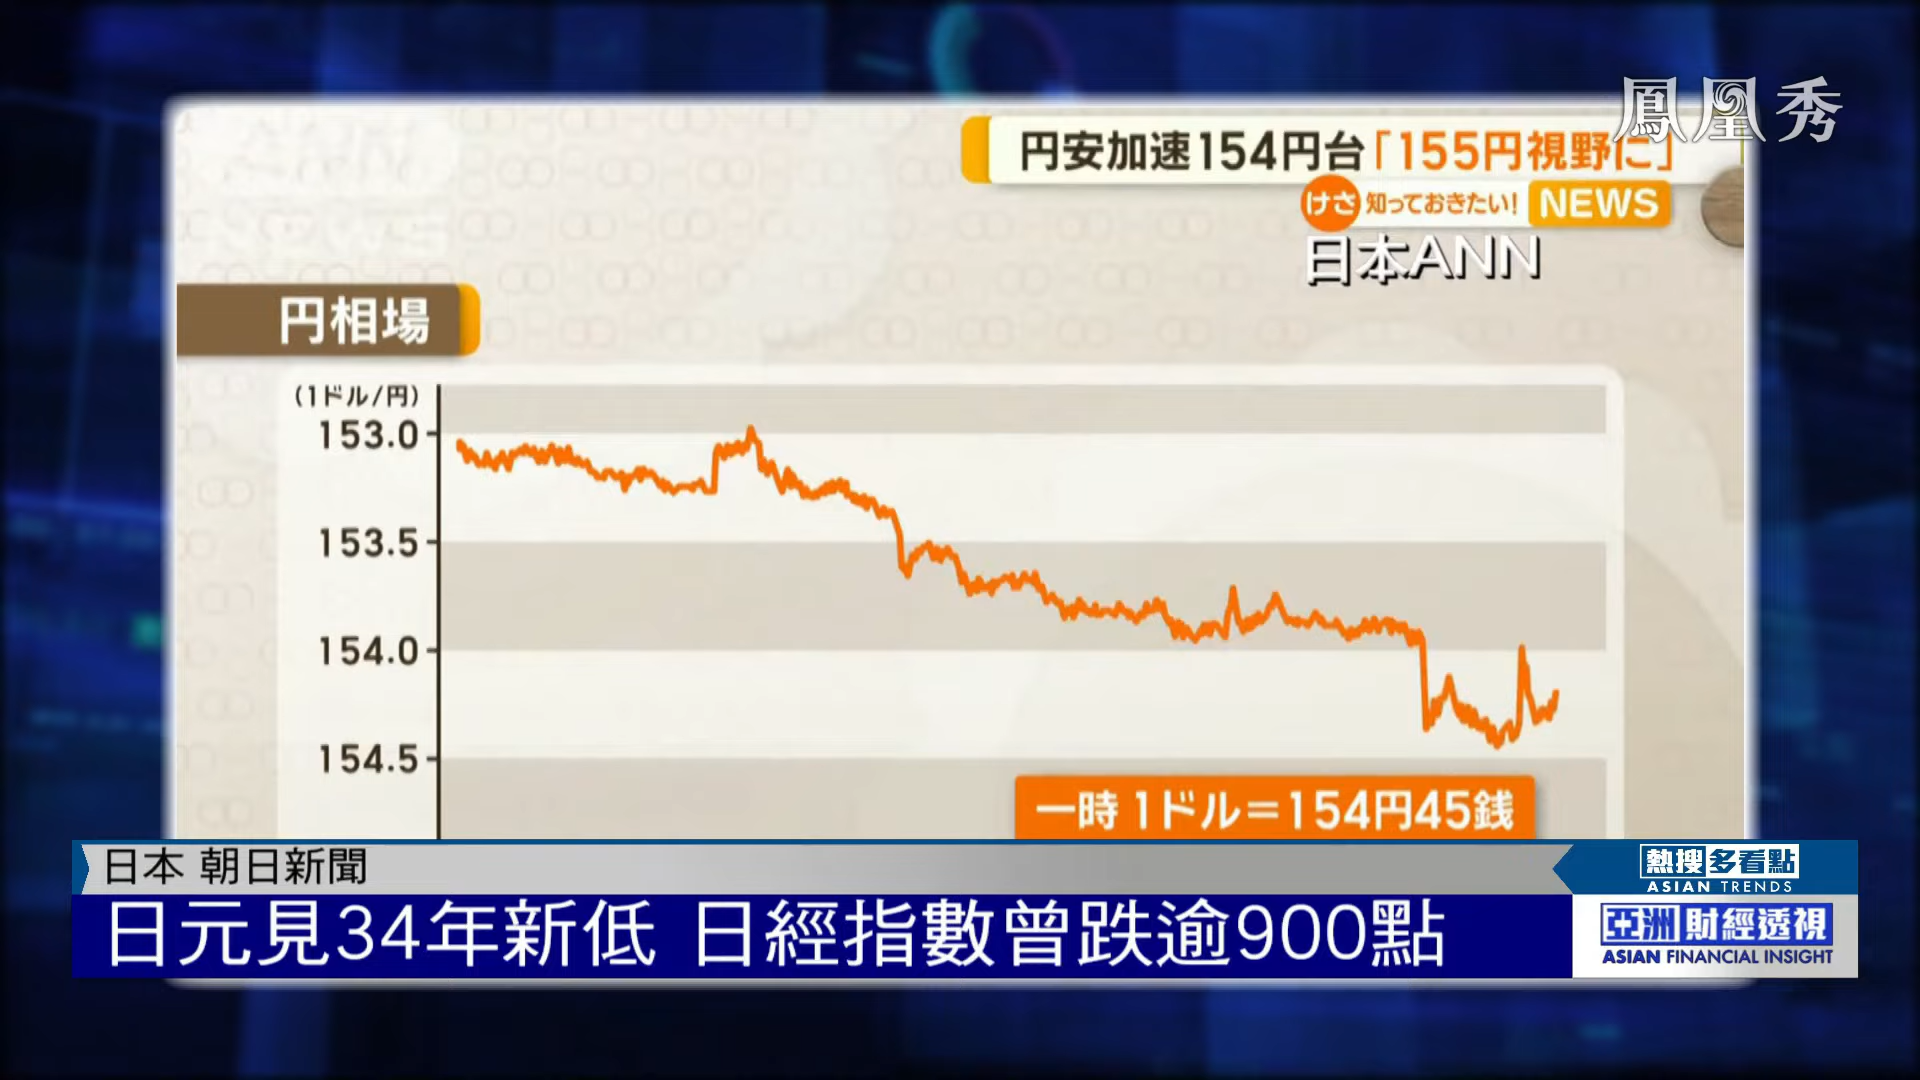 鳳凰秀
円安加速154円台「155円視野に」
けさ 知っておきたい! NEWS
日本ANN
円相場
(1ドル/円)
153.0
153.5
154.0
154.5
一時 1ドル=154円45銭
日本 朝日新聞
熱搜多看點
ASIAN TRENDS
日元見34年新低 日經指數曾跌逾900點
亞洲財經透視
ASIAN FINANCIAL INSIGHT